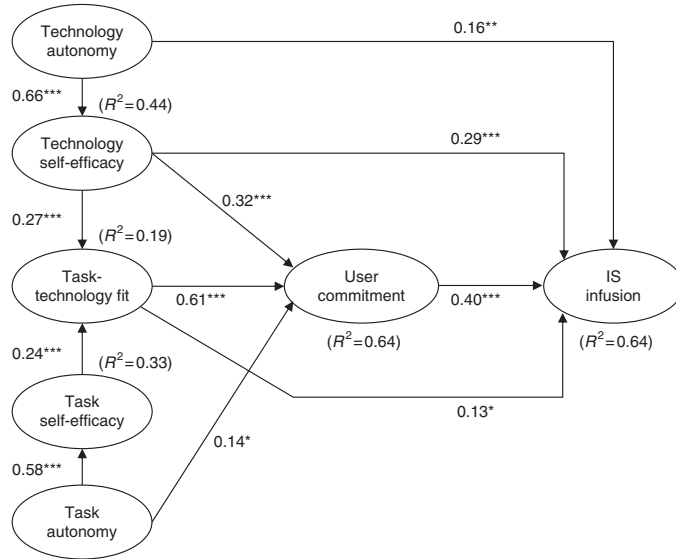 Technology
autonomy
0.16**
0.66***
(R²=0.44)
Technology
self-efficacy
0.29***
0.32***
0.27***
(R²=0.19)
Task-
technology fit
0.61***
User
commitment
0.40***
IS
infusion
(R²=0.64)
(R²=0.64)
0.24***
(R²=0.33)
Task
self-efficacy
0.13*
0.14*
0.58***
Task
autonomy